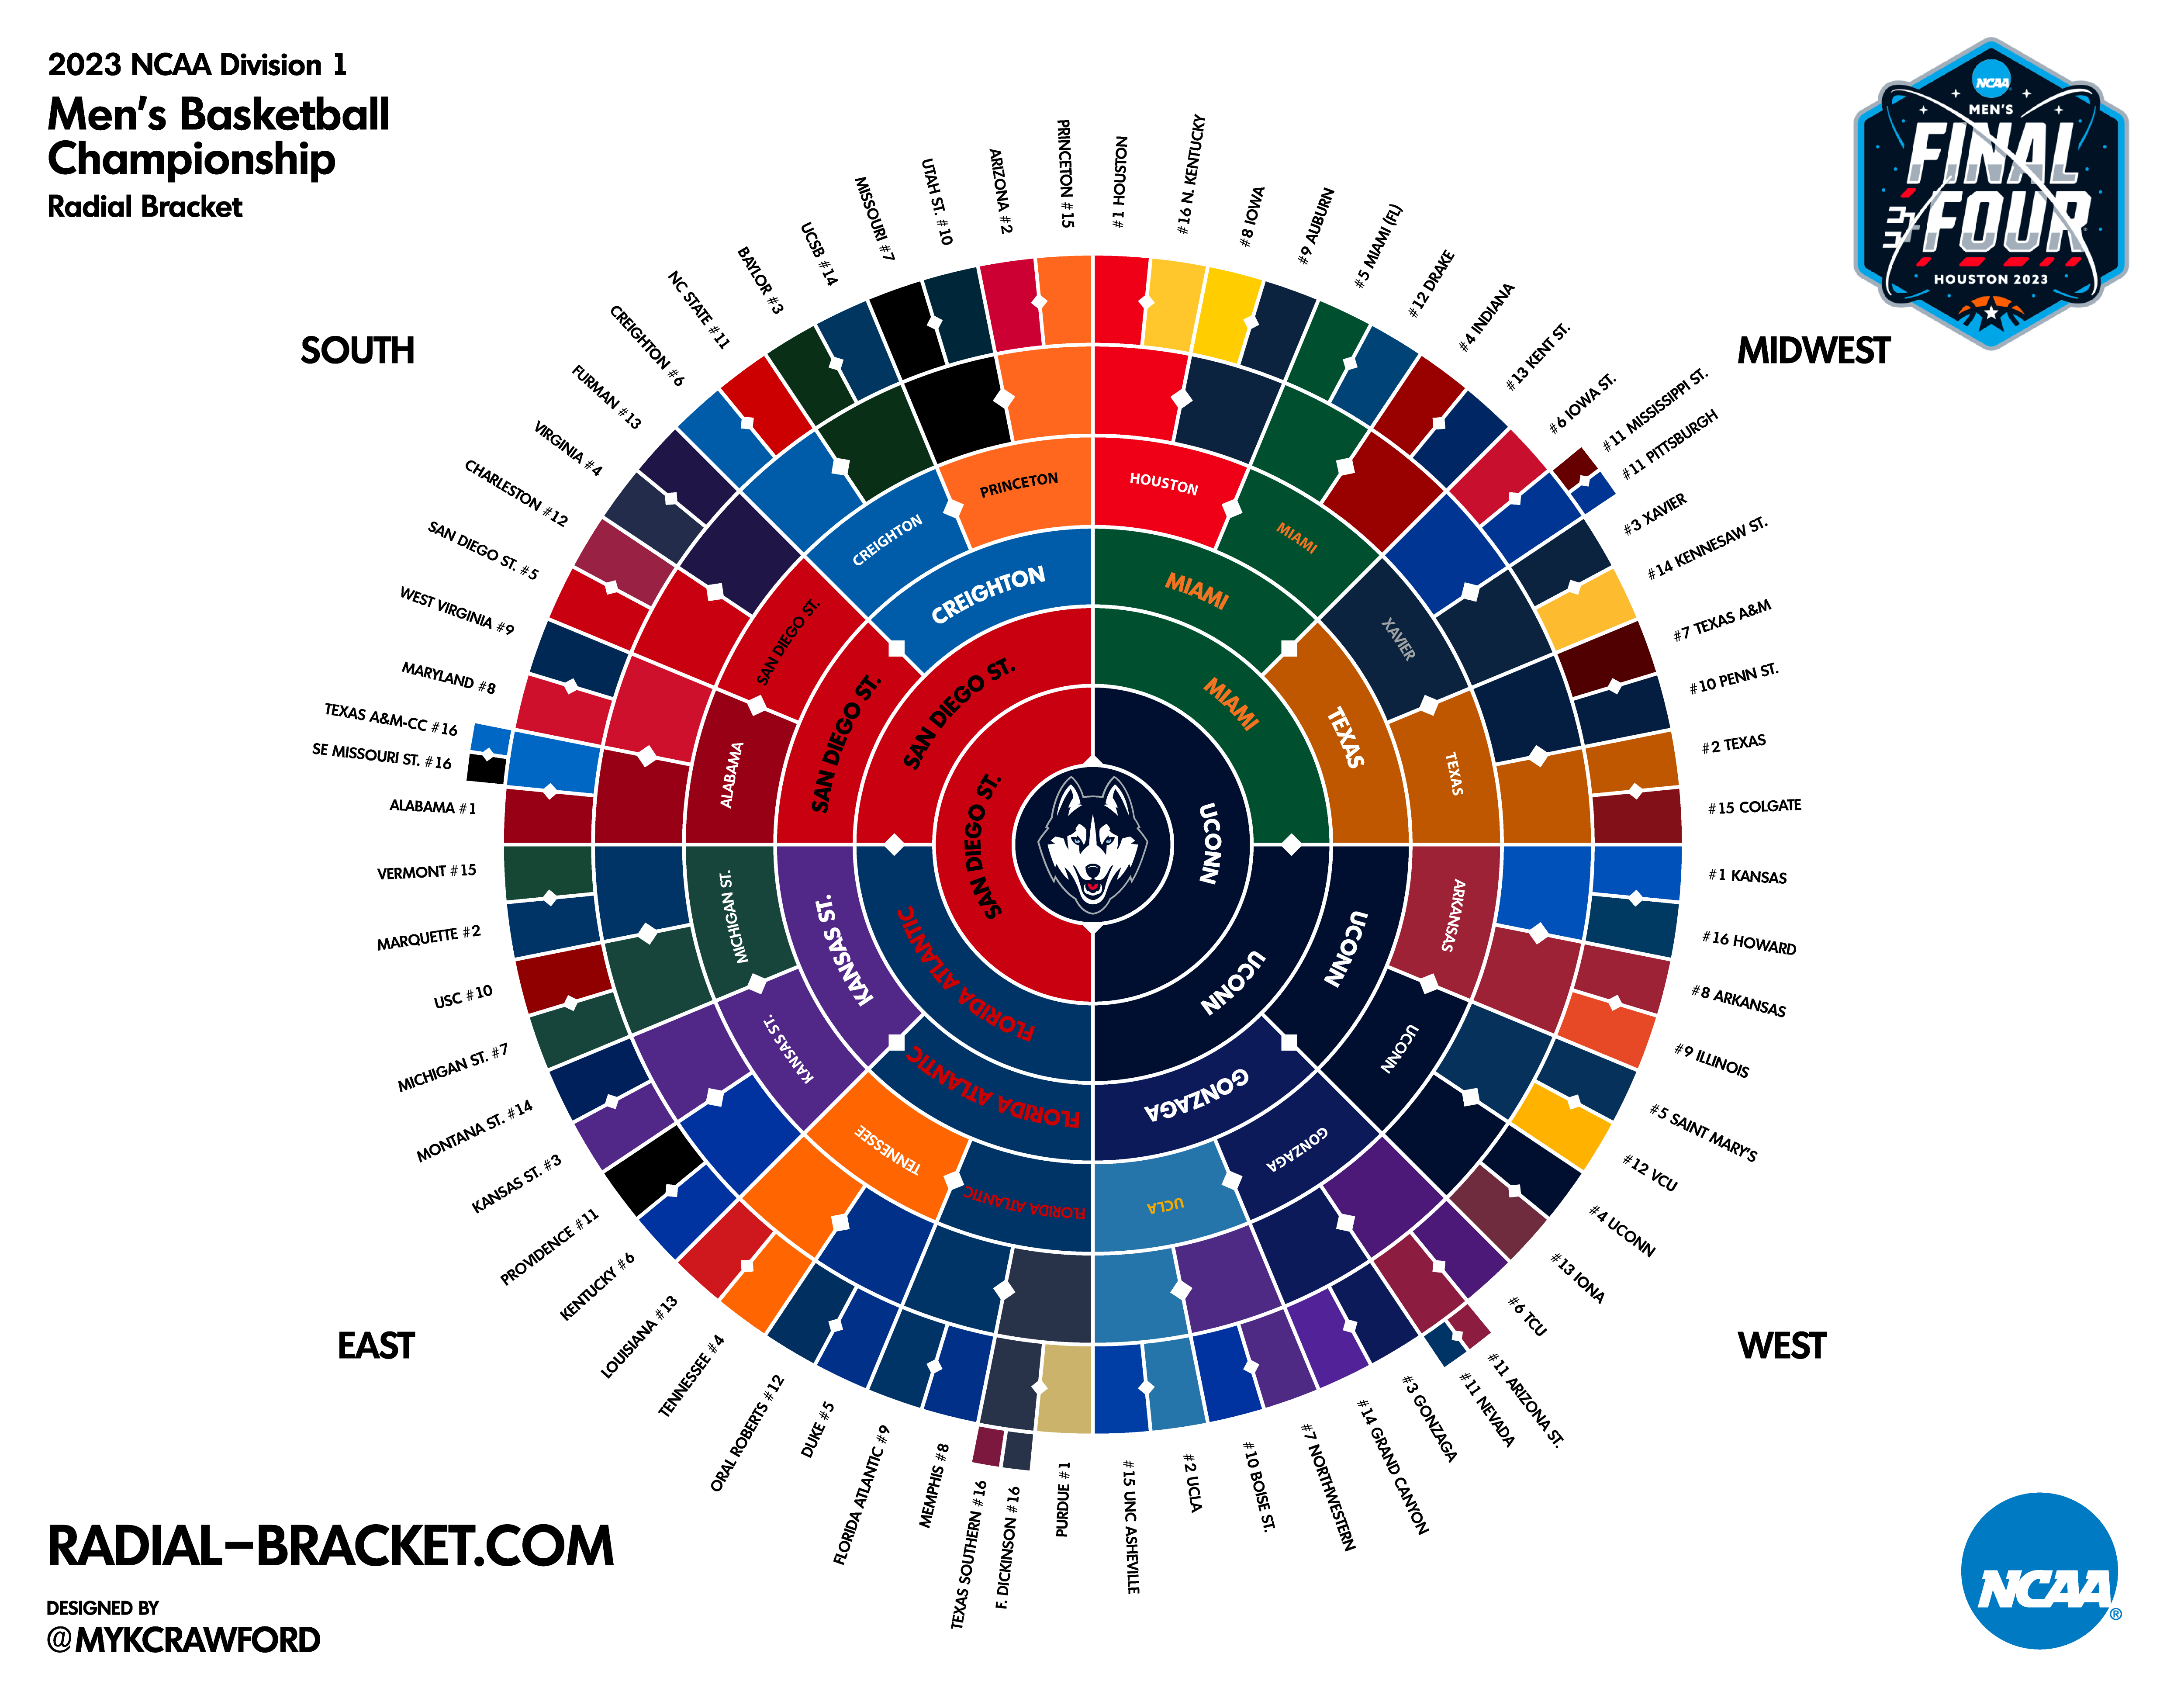 2023 NCAA Division 1
Men's Basketball
Championship
Radial Bracket
NCAA
MEN'S
FINAL
FOUR
HOUSTON 2023
SOUTH
MIDWEST
EAST
WEST
#1 HOUSTON
#16 N. KENTUCKY
#8 IOWA
#9 AUBURN
#5 MIAMI (FL)
#12 DRAKE
#4 INDIANA
#13 KENT ST.
#6 IOWA ST.
#11 MISSISSIPPI ST.
#11 PITTSBURGH
#3 XAVIER
#14 KENNESAW ST.
#7 TEXAS A&M
#10 PENN ST.
#2 TEXAS
#15 COLGATE
#1 KANSAS
#16 HOWARD
#8 ARKANSAS
#9 ILLINOIS
#5 SAINT MARY'S
#12 VCU
#4 UCONN
#13 IONA
#6 TCU
#11 ARIZONA ST.
#11 NEVADA
#3 GONZAGA
#14 GRAND CANYON
#7 NORTHWESTERN
#10 BOISE ST.
#2 UCLA
#15 UNC ASHEVILLE
PURDUE #1
F. DICKINSON #16
TEXAS SOUTHERN #16
MEMPHIS #8
FLORIDA ATLANTIC #9
DUKE #5
ORAL ROBERTS #12
TENNESSEE #4
LOUISIANA #13
KENTUCKY #6
PROVIDENCE #11
KANSAS ST. #3
MONTANA ST. #14
MICHIGAN ST. #7
USC #10
MARQUETTE #2
VERMONT #15
ALABAMA #1
SE MISSOURI ST. #16
TEXAS A&M-CC #16
MARYLAND #8
WEST VIRGINIA #9
SAN DIEGO ST. #5
CHARLESTON #12
VIRGINIA #4
FURMAN #13
CREIGHTON #6
NC STATE #11
BAYLOR #3
UCSB #14
MISSOURI #7
UTAH ST. #10
ARIZONA #2
PRINCETON #15
HOUSTON
MIAMI
XAVIER
TEXAS
ARKANSAS
UCONN
GONZAGA
UCLA
FLORIDA ATLANTIC
TENNESSEE
KANSAS ST.
MICHIGAN ST.
ALABAMA
SAN DIEGO ST.
CREIGHTON
PRINCETON
MIAMI
TEXAS
UCONN
GONZAGA
FLORIDA ATLANTIC
KANSAS ST.
SAN DIEGO ST.
CREIGHTON
MIAMI
UCONN
FLORIDA ATLANTIC
SAN DIEGO ST.
UCONN
SAN DIEGO ST.
RADIAL-BRACKET.COM
DESIGNED BY
@MYKCRAWFORD
NCAA®